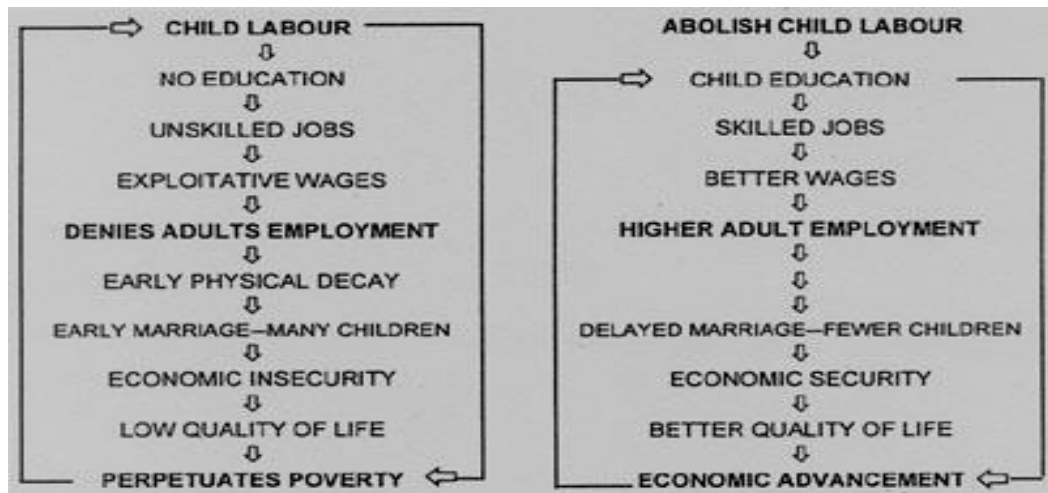 CHILD LABOUR
NO EDUCATION
UNSKILLED JOBS
EXPLOITATIVE WAGES
DENIES ADULTS EMPLOYMENT
EARLY PHYSICAL DECAY
EARLY MARRIAGE–MANY CHILDREN
ECONOMIC INSECURITY
LOW QUALITY OF LIFE
PERPETUATES POVERTY
ABOLISH CHILD LABOUR
CHILD EDUCATION
SKILLED JOBS
BETTER WAGES
HIGHER ADULT EMPLOYMENT
DELAYED MARRIAGE–FEWER CHILDREN
ECONOMIC SECURITY
BETTER QUALITY OF LIFE
ECONOMIC ADVANCEMENT